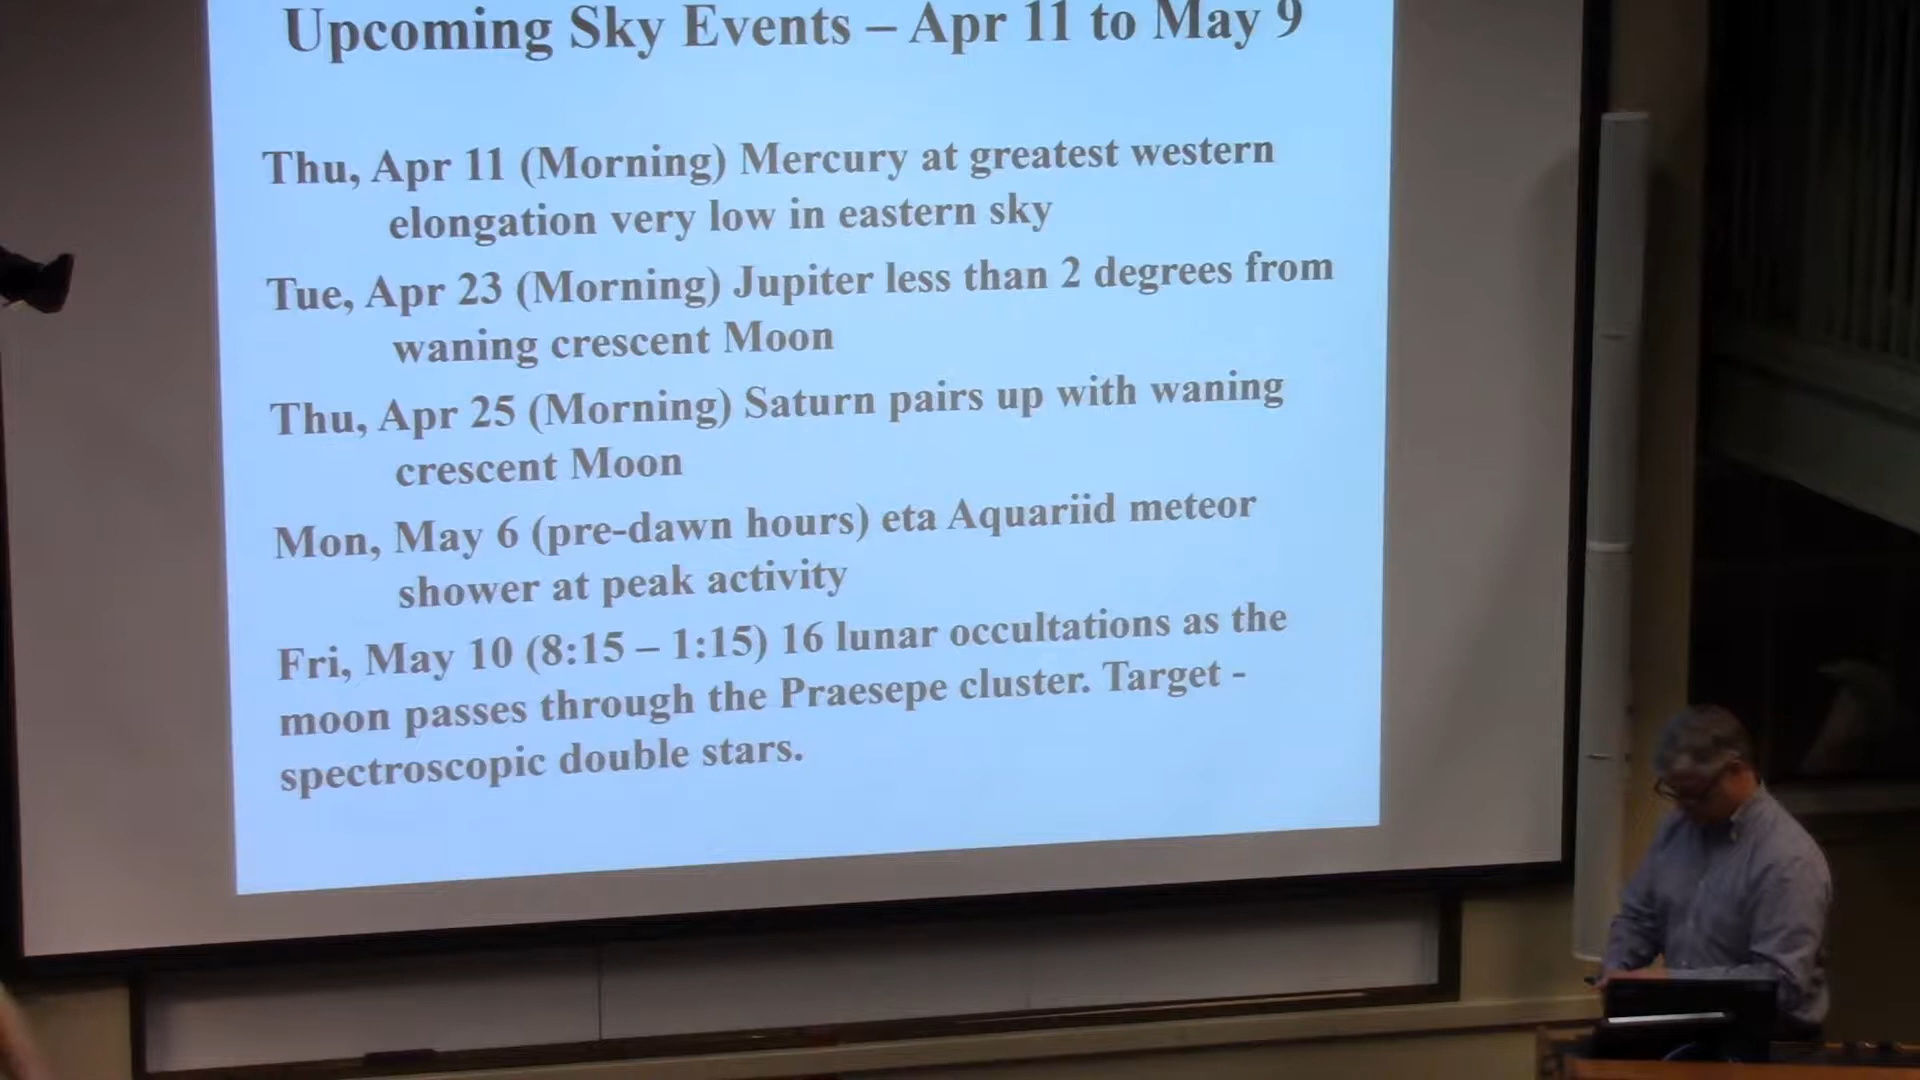 Upcoming Sky Events – Apr 11 to May 9
Thu, Apr 11 (Morning) Mercury at greatest western
elongation very low in eastern sky
Tue, Apr 23 (Morning) Jupiter less than 2 degrees from
waning crescent Moon
Thu, Apr 25 (Morning) Saturn pairs up with waning
crescent Moon
Mon, May 6 (pre-dawn hours) eta Aquariid meteor
shower at peak activity
Fri, May 10 (8:15 – 1:15) 16 lunar occultations as the
moon passes through the Praesepe cluster. Target -
spectroscopic double stars.